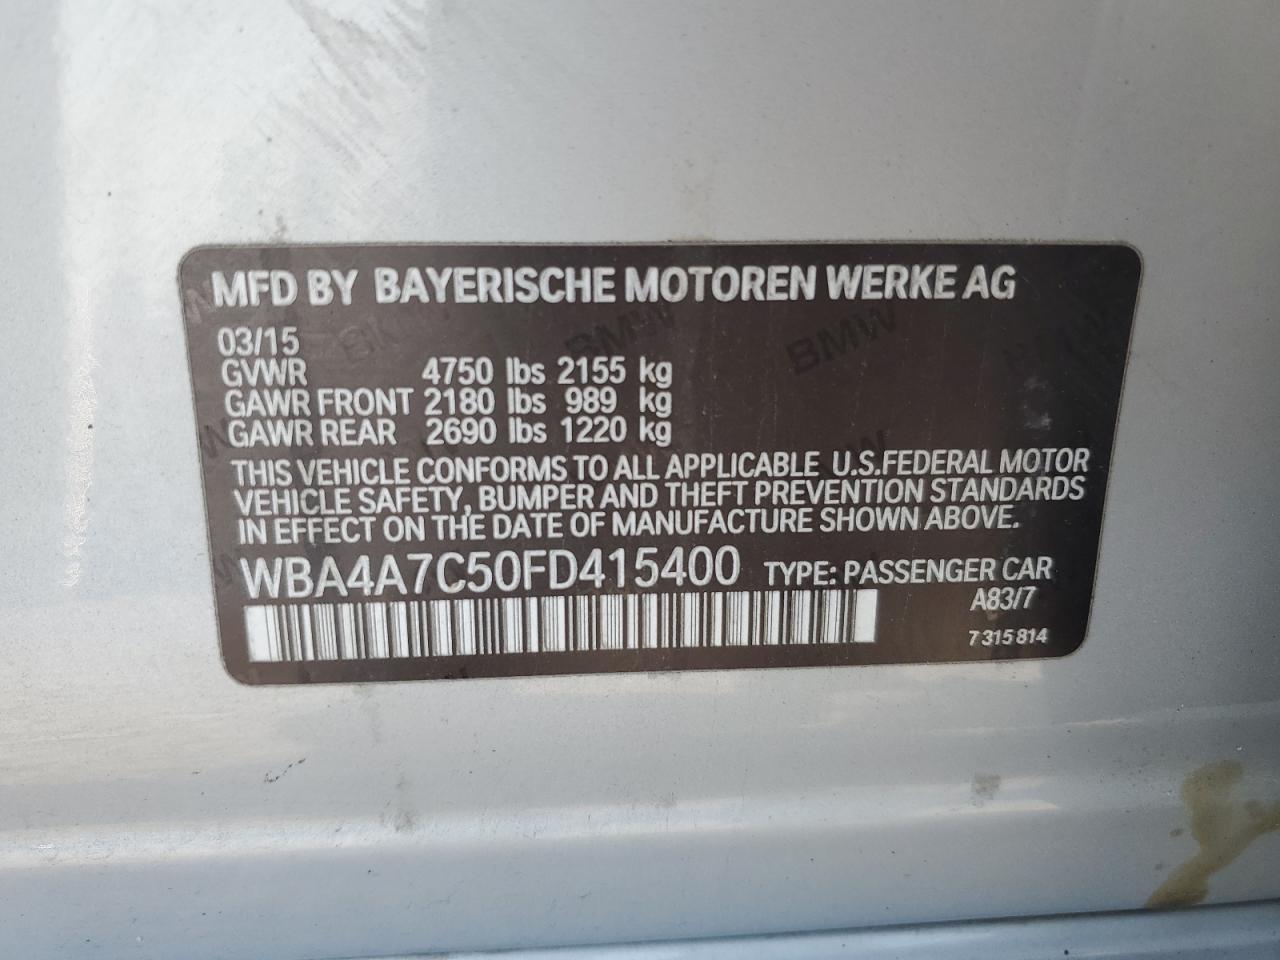 MFD BY BAYERISCHE MOTOREN WERKE AG
03/15
GVWR 4750 lbs 2155 kg
GAWR FRONT 2180 lbs 989 kg
GAWR REAR 2690 lbs 1220 kg
THIS VEHICLE CONFORMS TO ALL APPLICABLE U.S.FEDERAL MOTOR
VEHICLE SAFETY, BUMPER AND THEFT PREVENTION STANDARDS
IN EFFECT ON THE DATE OF MANUFACTURE SHOWN ABOVE.
WBA4A7C50FD415400 TYPE: PASSENGER CAR
A83/7
7 315 814